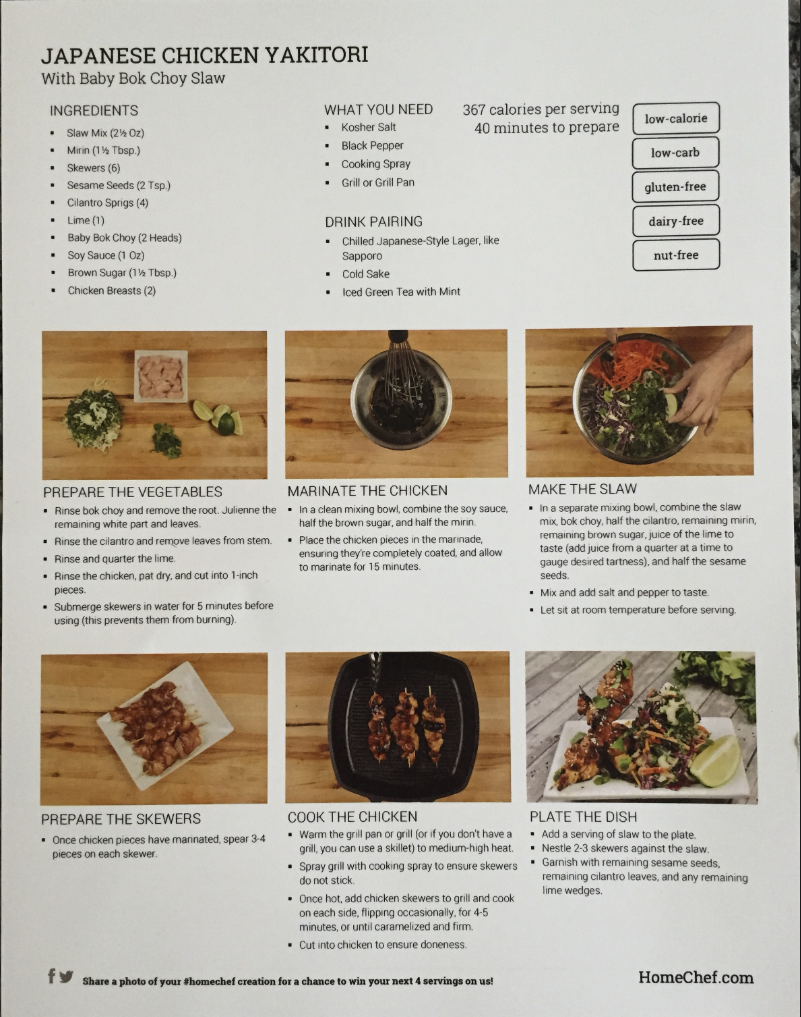 JAPANESE CHICKEN YAKITORI
With Baby Bok Choy Slaw
INGREDIENTS
▪ Slaw Mix (2½ Oz)
▪ Mirin (1½ Tbsp.)
▪ Skewers (6)
▪ Sesame Seeds (2 Tsp.)
▪ Cilantro Sprigs (4)
▪ Lime (1)
▪ Baby Bok Choy (2 Heads)
▪ Soy Sauce (1 Oz)
▪ Brown Sugar (1½ Tbsp.)
▪ Chicken Breasts (2)
WHAT YOU NEED
▪ Kosher Salt
▪ Black Pepper
▪ Cooking Spray
▪ Grill or Grill Pan
DRINK PAIRING
▪ Chilled Japanese-Style Lager, like
Sapporo
▪ Cold Sake
▪ Iced Green Tea with Mint
367 calories per serving
40 minutes to prepare
low-calorie
low-carb
gluten-free
dairy-free
nut-free
PREPARE THE VEGETABLES
▪ Rinse bok choy and remove the root. Julienne the
remaining white part and leaves.
▪ Rinse the cilantro and remove leaves from stem.
▪ Rinse and quarter the lime.
▪ Rinse the chicken, pat dry, and cut into 1-inch
pieces.
▪ Submerge skewers in water for 5 minutes before
using (this prevents them from burning).
MARINATE THE CHICKEN
▪ In a clean mixing bowl, combine the soy sauce,
half the brown sugar, and half the mirin.
▪ Place the chicken pieces in the marinade,
ensuring they're completely coated, and allow
to marinate for 15 minutes.
MAKE THE SLAW
▪ In a separate mixing bowl, combine the slaw
mix, bok choy, half the cilantro, remaining mirin,
remaining brown sugar, juice of the lime to
taste (add juice from a quarter at a time to
gauge desired tartness), and half the sesame
seeds.
▪ Mix and add salt and pepper to taste.
▪ Let sit at room temperature before serving.
PREPARE THE SKEWERS
▪ Once chicken pieces have marinated, spear 3-4
pieces on each skewer.
COOK THE CHICKEN
▪ Warm the grill pan or grill (or if you don't have a
grill, you can use a skillet) to medium-high heat.
▪ Spray grill with cooking spray to ensure skewers
do not stick.
▪ Once hot, add chicken skewers to grill and cook
on each side, flipping occasionally, for 4-5
minutes, or until caramelized and firm.
▪ Cut into chicken to ensure doneness.
PLATE THE DISH
▪ Add a serving of slaw to the plate.
▪ Nestle 2-3 skewers against the slaw.
▪ Garnish with remaining sesame seeds,
remaining cilantro leaves, and any remaining
lime wedges.
Share a photo of your #homechef creation for a chance to win your next 4 servings on us!
HomeChef.com